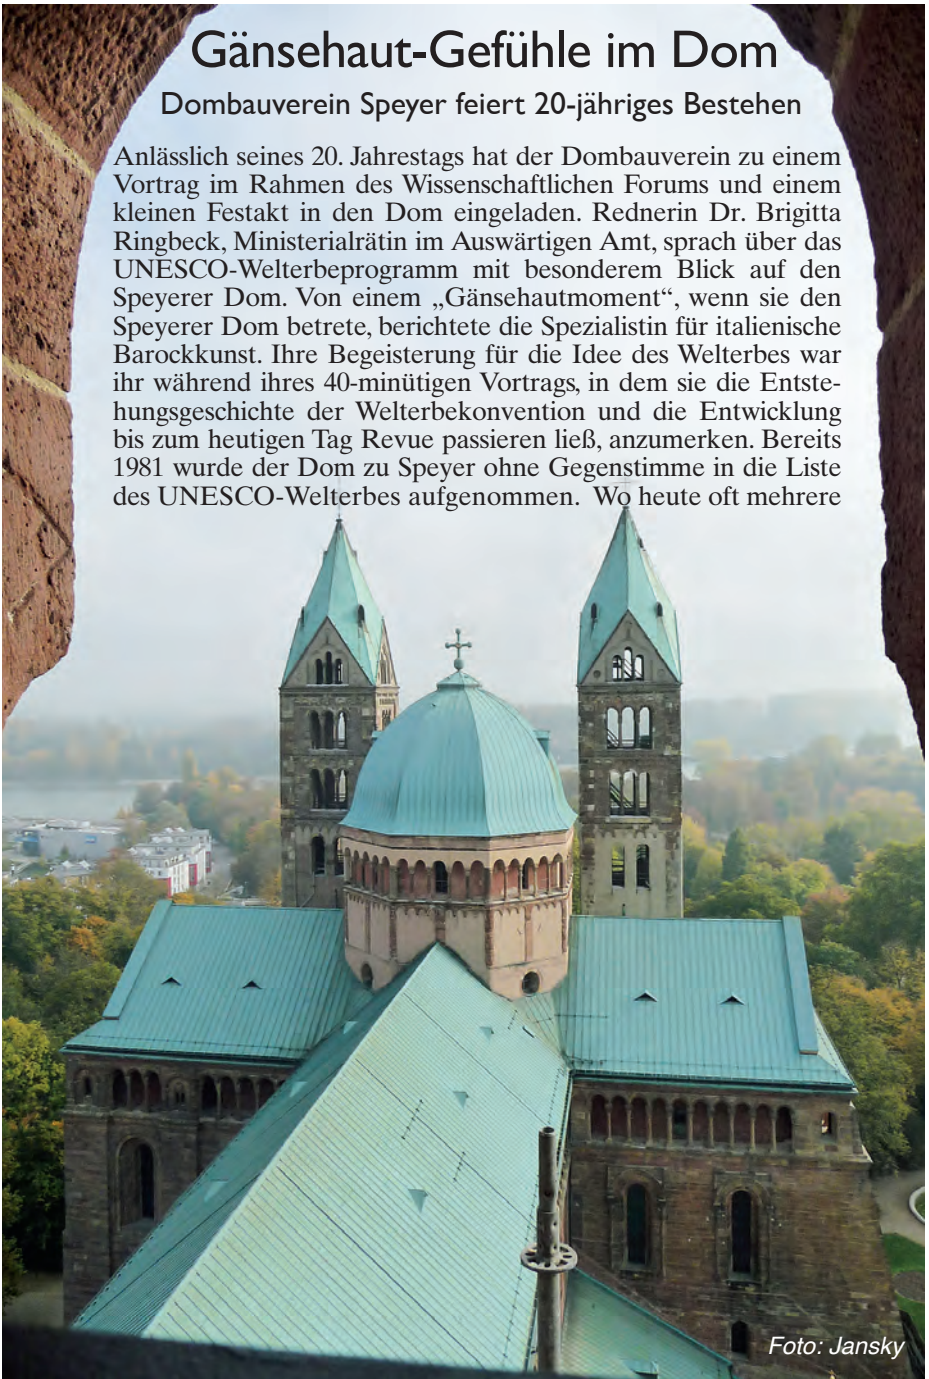 Gänsehaut-Gefühle im Dom
Dombauverein Speyer feiert 20-jähriges Bestehen
Anlässlich seines 20. Jahrestags hat der Dombauverein zu einem
Vortrag im Rahmen des Wissenschaftlichen Forums und einem
kleinen Festakt in den Dom eingeladen. Rednerin Dr. Brigitta
Ringbeck, Ministerialrätin im Auswärtigen Amt, sprach über das
UNESCO-Welterbeprogramm mit besonderem Blick auf den
Speyerer Dom. Von einem „Gänsehautmoment“, wenn sie den
Speyerer Dom betrete, berichtete die Spezialistin für italienische
Barockkunst. Ihre Begeisterung für die Idee des Welterbes war
ihr während ihres 40-minütigen Vortrags, in dem sie die Entste-
hungsgeschichte der Welterbekonvention und die Entwicklung
bis zum heutigen Tag Revue passieren ließ, anzumerken. Bereits
1981 wurde der Dom zu Speyer ohne Gegenstimme in die Liste
des UNESCO-Welterbes aufgenommen. Wo heute oft mehrere
Foto: Jansky